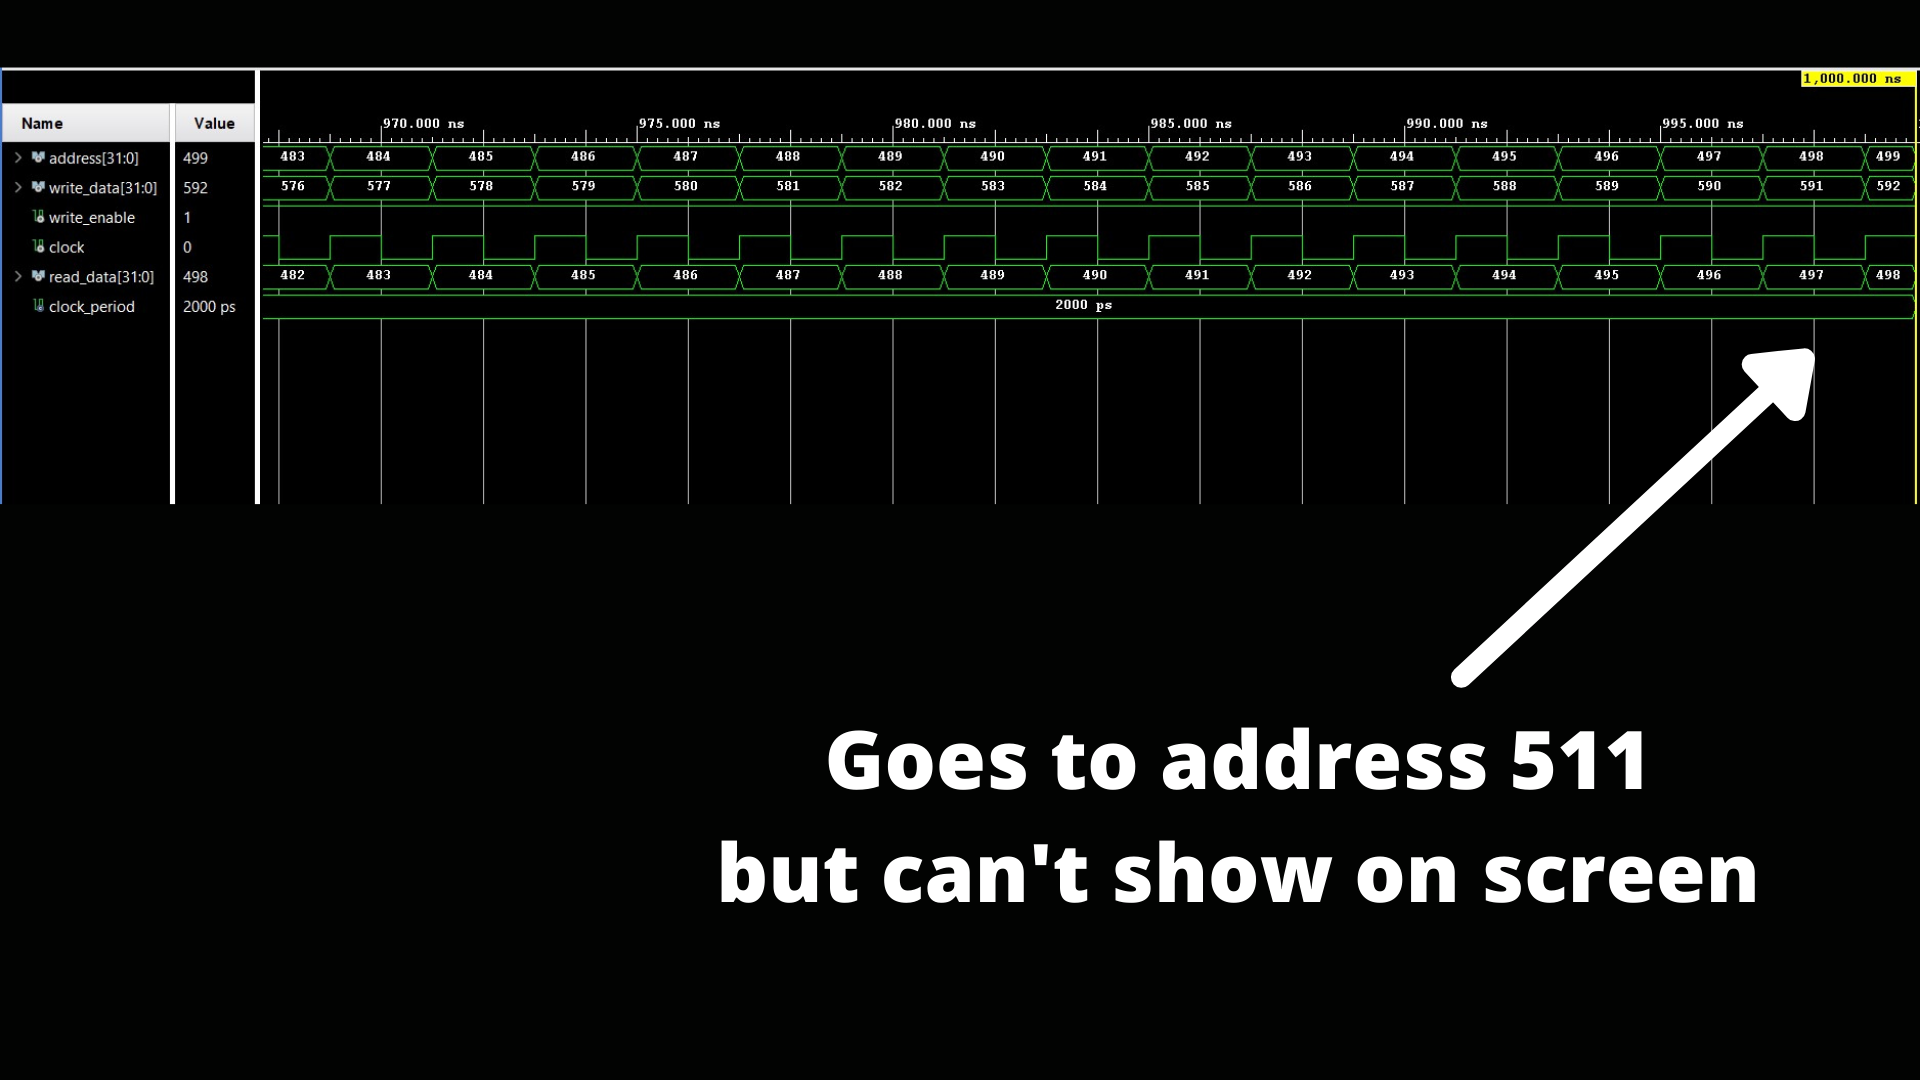 1,000.000 ns
Name Value
970.000 ns 975.000 ns 980.000 ns 985.000 ns 990.000 ns 995.000 ns
address[31:0] 499 483 484 485 486 487 488 489 490 491 492 493 494 495 496 497 498 499
write_data[31:0] 592 576 577 578 579 580 581 582 583 584 585 586 587 588 589 590 591 592
write_enable 1
clock 0
read_data[31:0] 498 482 483 484 485 486 487 488 489 490 491 492 493 494 495 496 497 498
clock_period 2000 ps 2000 ps
Goes to address 511
but can't show on screen